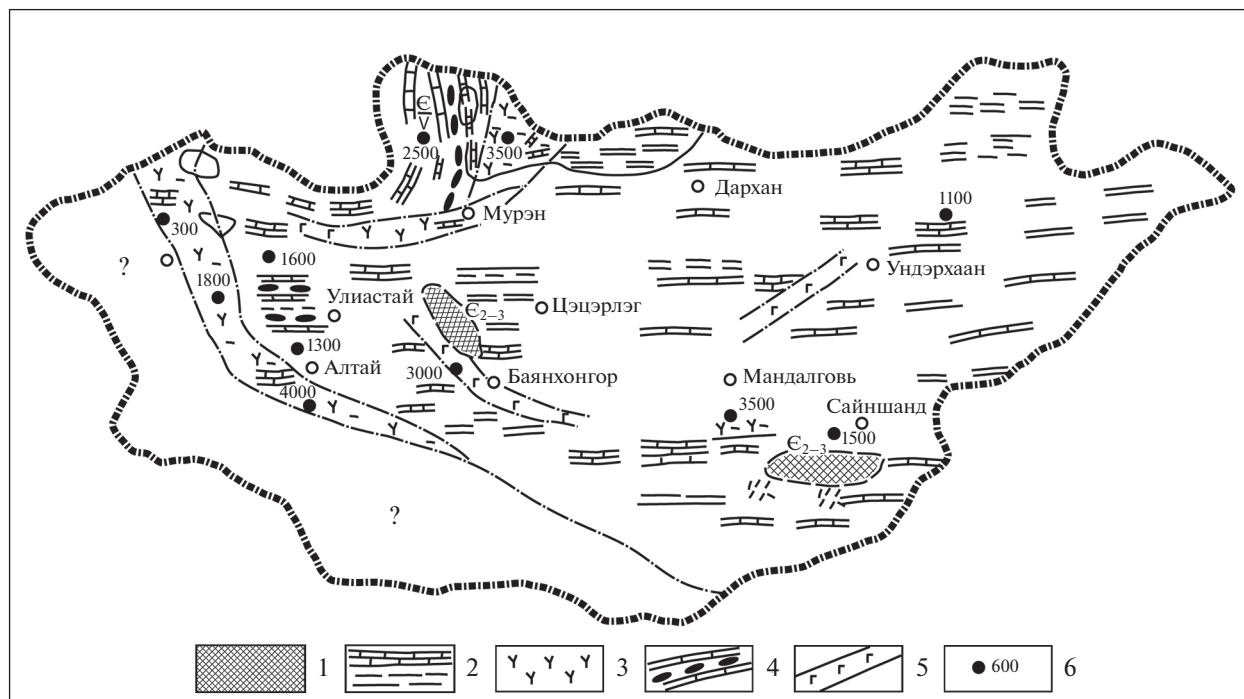 Є
V
2500
3500
Дархан
Мурэн
1100
300
?
1600
Ундэрхаан
1800
Улиастай
Є2–3
Цэцэрлэг
1300
Алтай
3000
Баянхонгор
Мандалговь
4000
3500
Сайншанд
1500
Є2–3
?
1
2
3
4
5
600
6